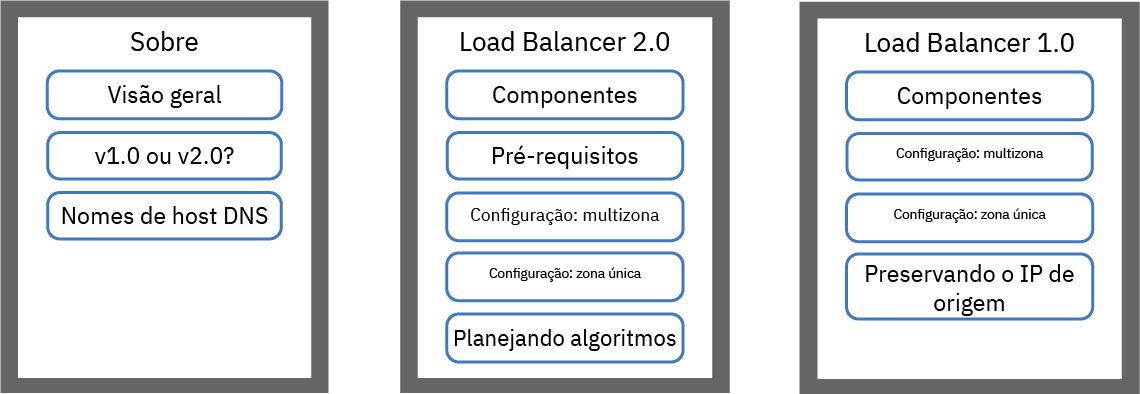 Sobre
Visão geral
v1.0 ou v2.0?
Nomes de host DNS
Load Balancer 2.0
Componentes
Pré-requisitos
Configuração: multizona
Configuração: zona única
Planejando algoritmos
Load Balancer 1.0
Componentes
Configuração: multizona
Configuração: zona única
Preservando o IP de
origem